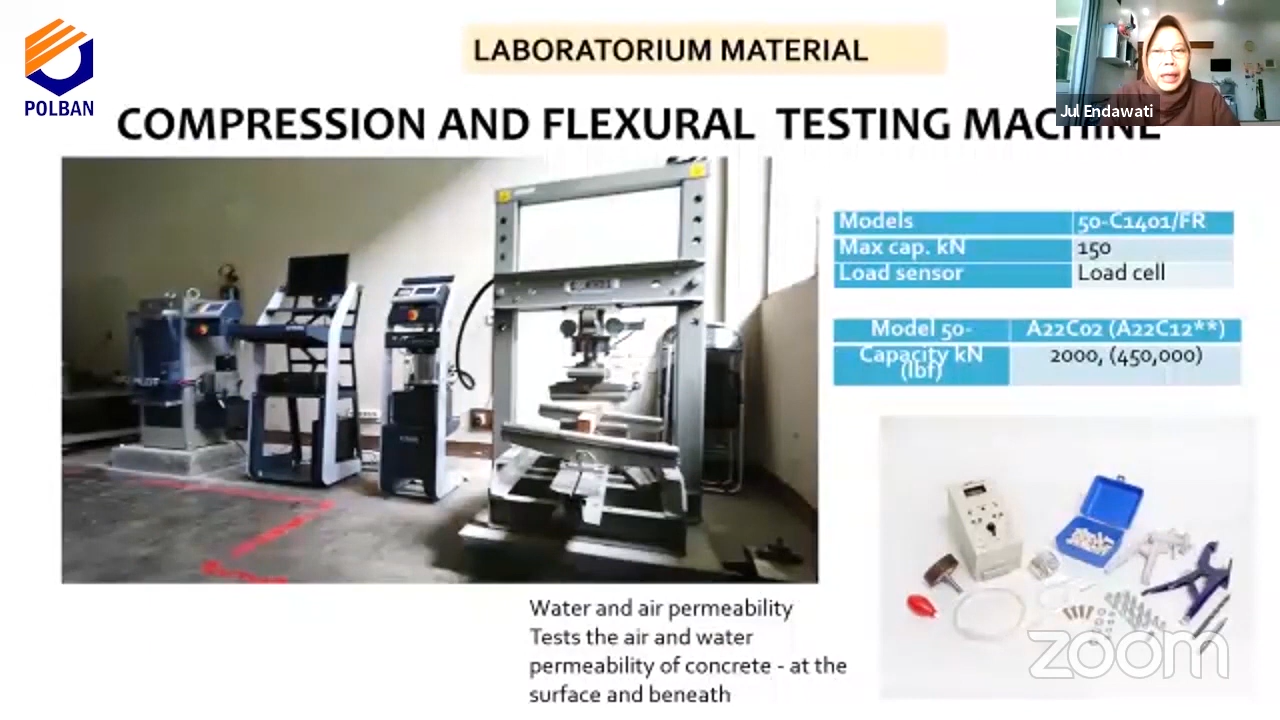 LABORATORIUM MATERIAL
POLBAN
Jul Endawati
COMPRESSION AND FLEXURAL TESTING MACHINE
Models 50-C1401/FR
Max cap. kN 150
Load sensor Load cell
Model 50- A22C02 (A22C12**)
Capacity kN (lbf) 2000, (450,000)
PILOT
Water and air permeability
Tests the air and water
permeability of concrete - at the
surface and beneath
zoom